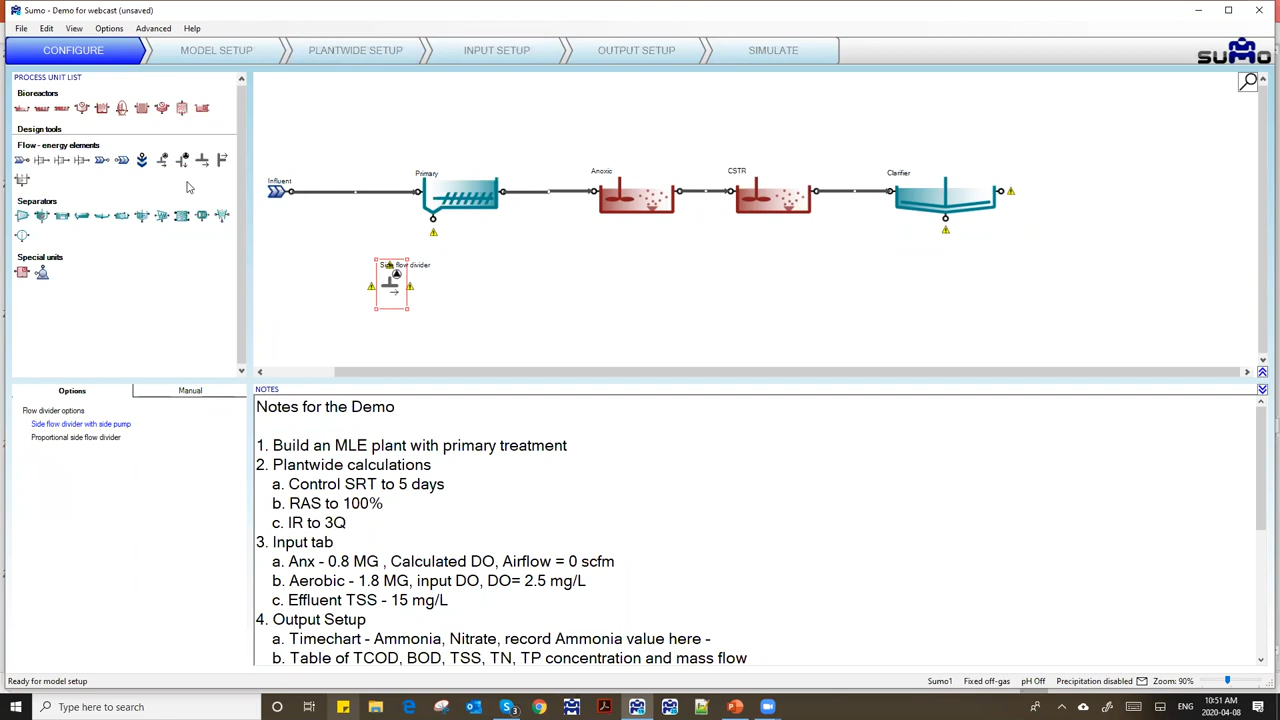 Sumo - Demo for webcast (unsaved)
File Edit View Options Advanced Help
CONFIGURE MODEL SETUP PLANTWIDE SETUP INPUT SETUP OUTPUT SETUP SIMULATE
SUMO
PROCESS UNIT LIST
Bioreactors
Design tools
Flow - energy elements
Separators
Special units
Influent
Primary
Anoxic
CSTR
Clarifier
Side flow divider
Options Manual
Flow divider options
Side flow divider with side pump
Proportional side flow divider
NOTES
Notes for the Demo
1. Build an MLE plant with primary treatment
2. Plantwide calculations
a. Control SRT to 5 days
b. RAS to 100%
c. IR to 3Q
3. Input tab
a. Anx - 0.8 MG , Calculated DO, Airflow = 0 scfm
b. Aerobic - 1.8 MG, input DO, DO= 2.5 mg/L
c. Effluent TSS - 15 mg/L
4. Output Setup
a. Timechart - Ammonia, Nitrate, record Ammonia value here -
b. Table of TCOD, BOD, TSS, TN, TP concentration and mass flow
Ready for model setup
Sumo1 Fixed off-gas pH Off Precipitation disabled Zoom: 90%
Type here to search
ENG
10:51 AM
2020-04-08